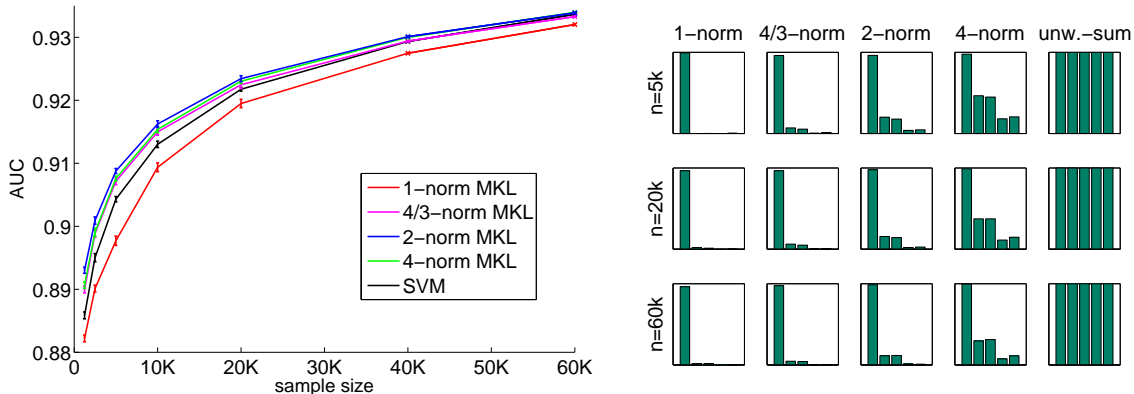 0.93
0.92
0.91
0.9
0.89
0.88
AUC
0
10K
20K
30K
40K
50K
60K
sample size
1-norm MKL
4/3-norm MKL
2-norm MKL
4-norm MKL
SVM
1-norm
4/3-norm
2-norm
4-norm
unw.-sum
n=5k
n=20k
n=60k